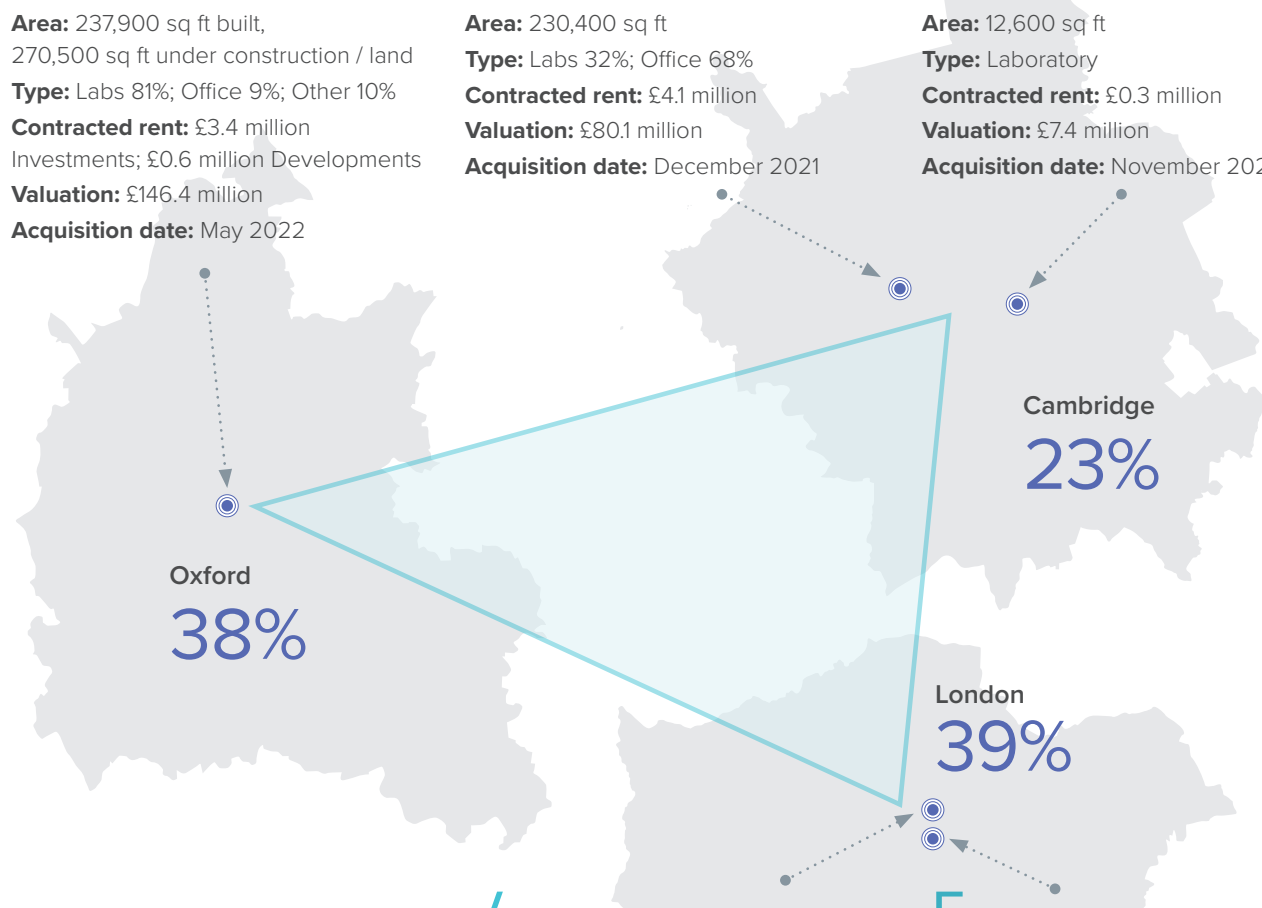 Area: 237,900 sq ft built,
270,500 sq ft under construction / land
Type: Labs 81%; Office 9%; Other 10%
Contracted rent: £3.4 million
Investments; £0.6 million Developments
Valuation: £146.4 million
Acquisition date: May 2022
Area: 230,400 sq ft
Type: Labs 32%; Office 68%
Contracted rent: £4.1 million
Valuation: £80.1 million
Acquisition date: December 2021
Area: 12,600 sq ft
Type: Laboratory
Contracted rent: £0.3 million
Valuation: £7.4 million
Acquisition date: November
Cambridge
23%
Oxford
38%
London
39%